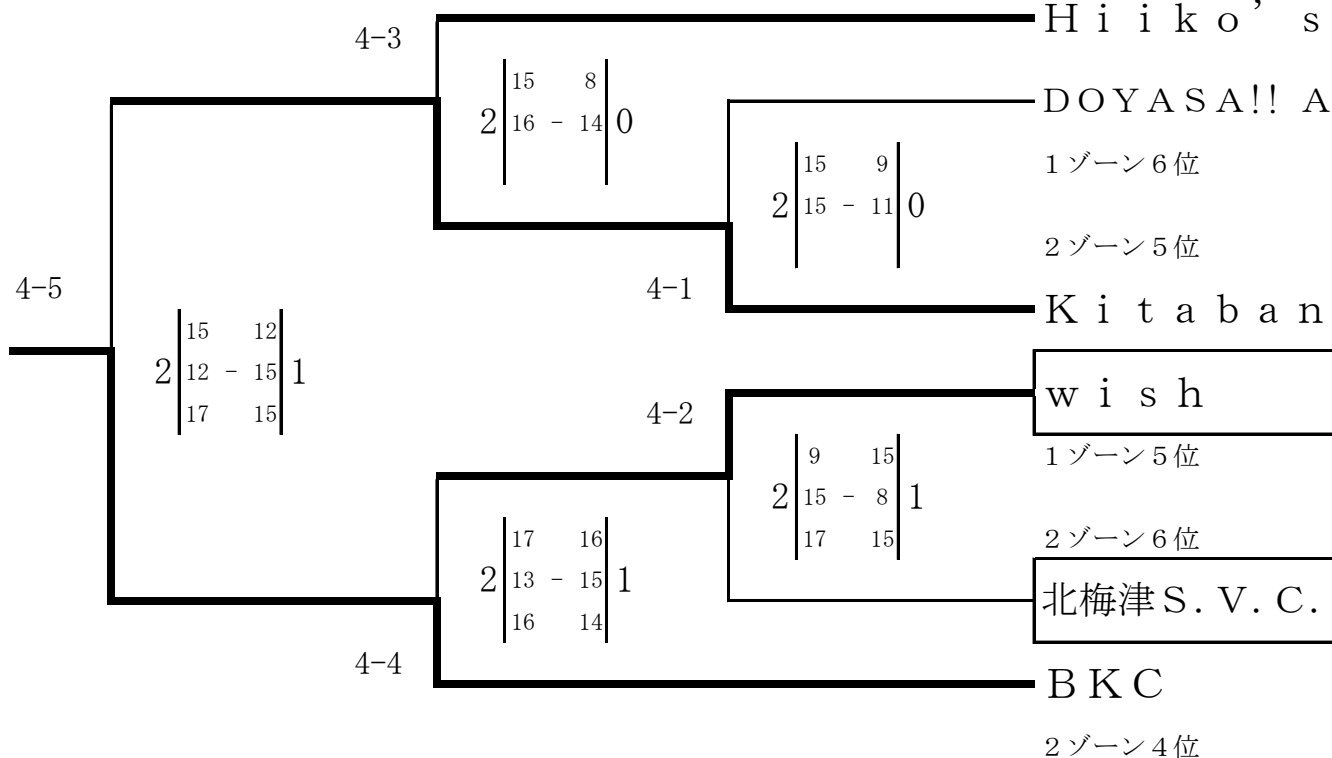 Ｈｉｉｋｏ’ｓ
4-3
15 8
2 16 - 14 0
ＤＯＹＡＳＡ!! Ａ
1ゾーン6位
15 9
2 15 - 11 0
2ゾーン5位
4-5
4-1
Ｋｉｔａｂａｎ
15 12
2 12 - 15 1
17 15
ｗｉｓｈ
4-2
1ゾーン5位
9 15
2 15 - 8 1
17 15
2ゾーン6位
17 16
2 13 - 15 1
16 14
北梅津Ｓ．Ｖ．Ｃ．
4-4
ＢＫＣ
2ゾーン4位